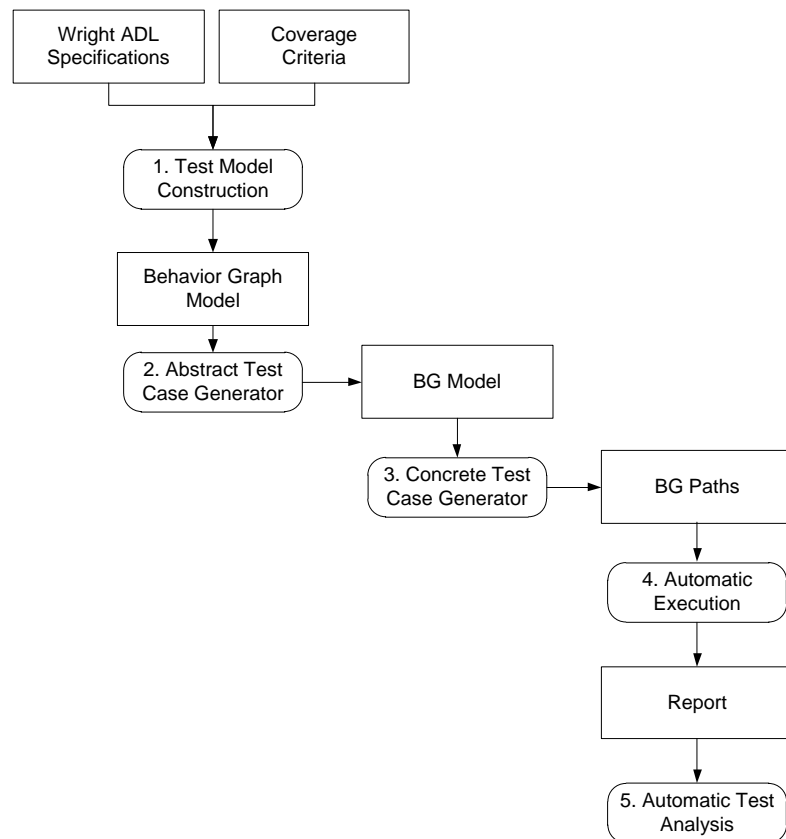 Wright ADL
Specifications
Coverage
Criteria
1. Test Model
Construction
Behavior Graph
Model
2. Abstract Test
Case Generator
BG Model
3. Concrete Test
Case Generator
BG Paths
4. Automatic
Execution
Report
5. Automatic Test
Analysis